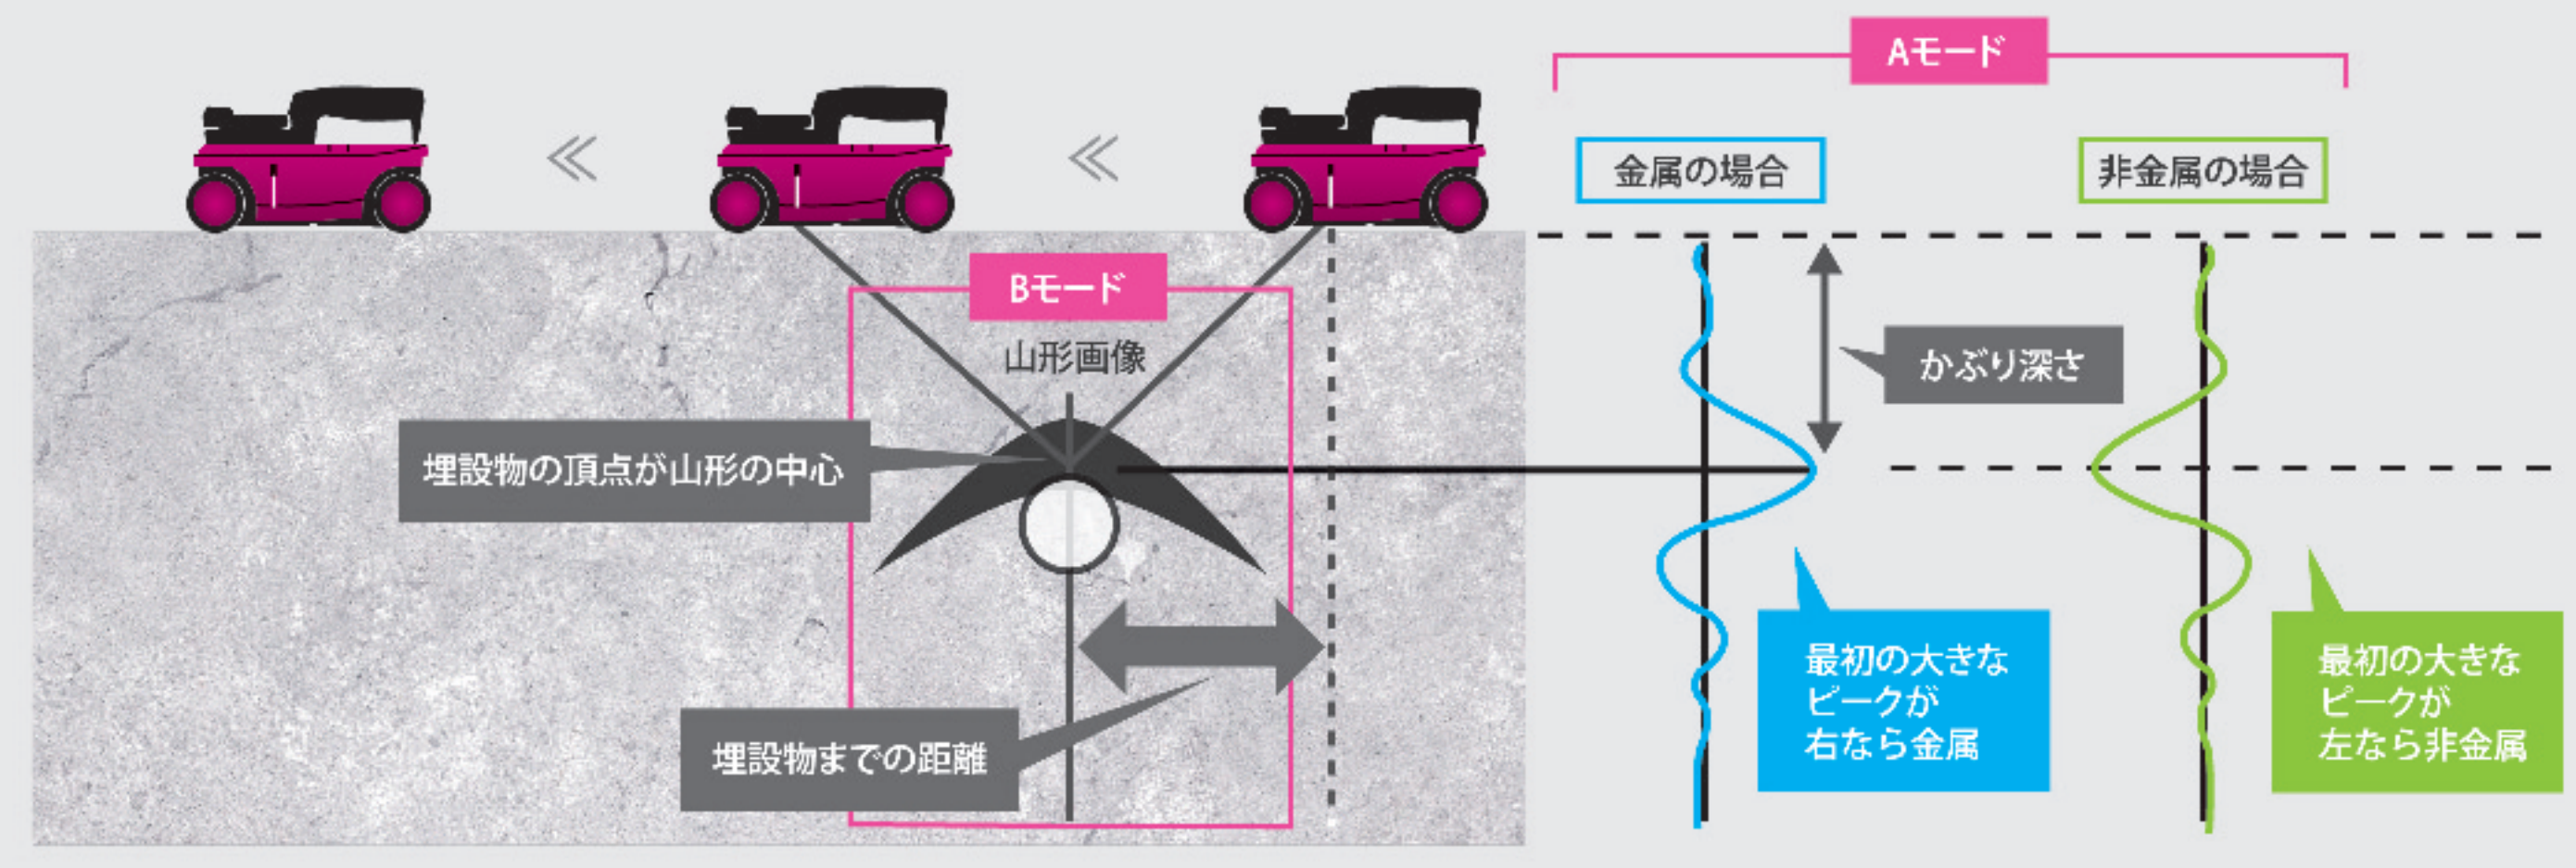 Aモード
金属の場合
非金属の場合
Bモード
山形画像
かぶり深さ
埋設物の頂点が山形の中心
埋設物までの距離
最初の大きな
ピークが
右なら金属
最初の大きな
ピークが
左なら非金属